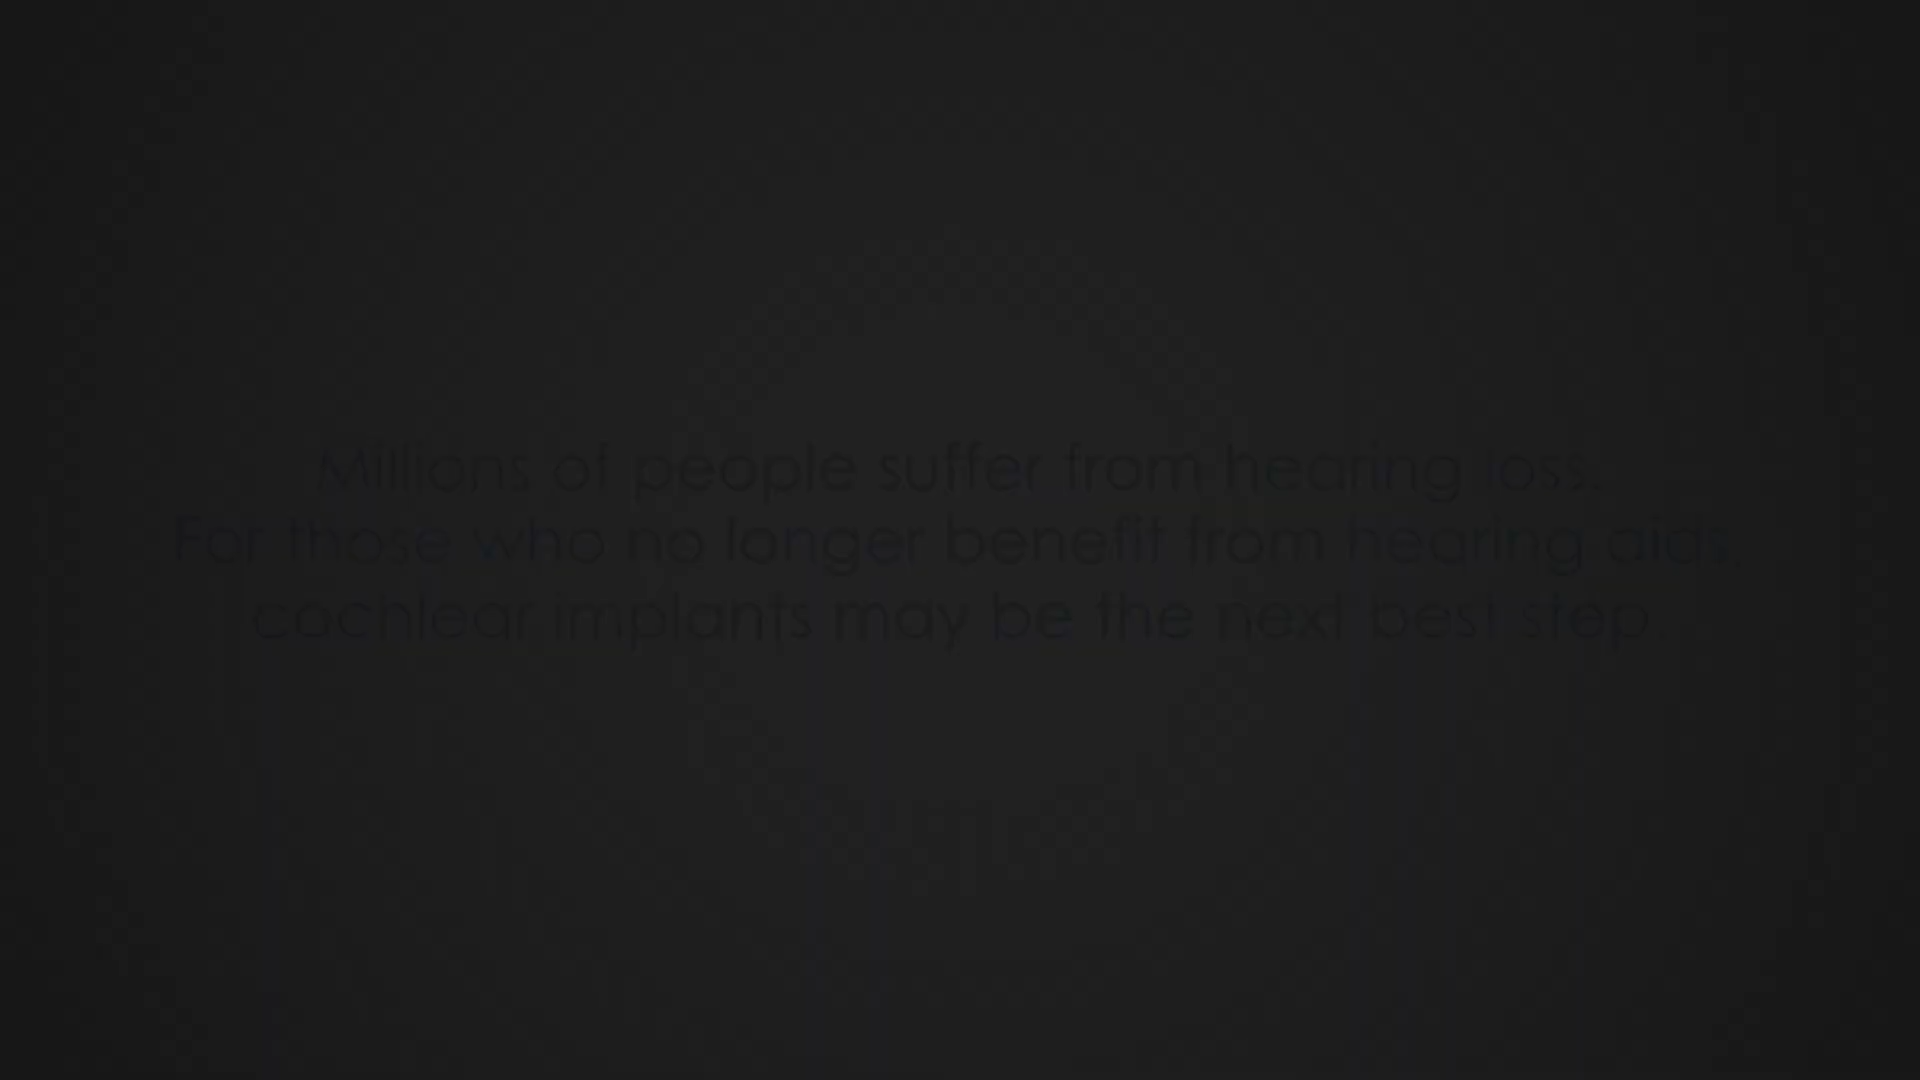 Millions of people suffer from hearing loss.
For those who no longer benefit from hearing aids,
cochlear implants may be the next best step.